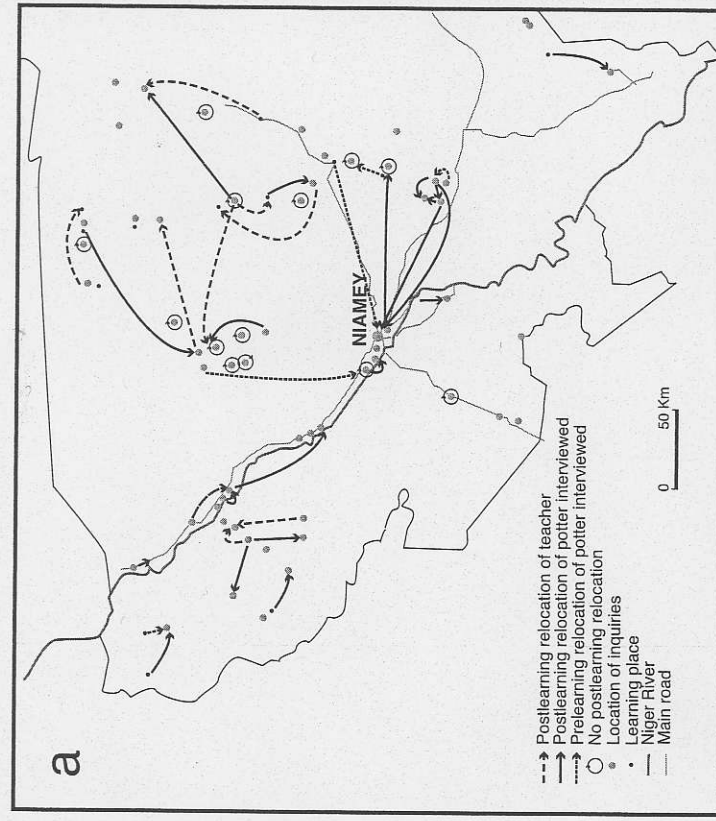 a
NIAMEY
Postlearning relocation of teacher
Postlearning relocation of potter interviewed
Prelearning relocation of potter interviewed
No postlearning relocation
Location of inquiries
Learning place
Niger River
Main road
0 50 Km